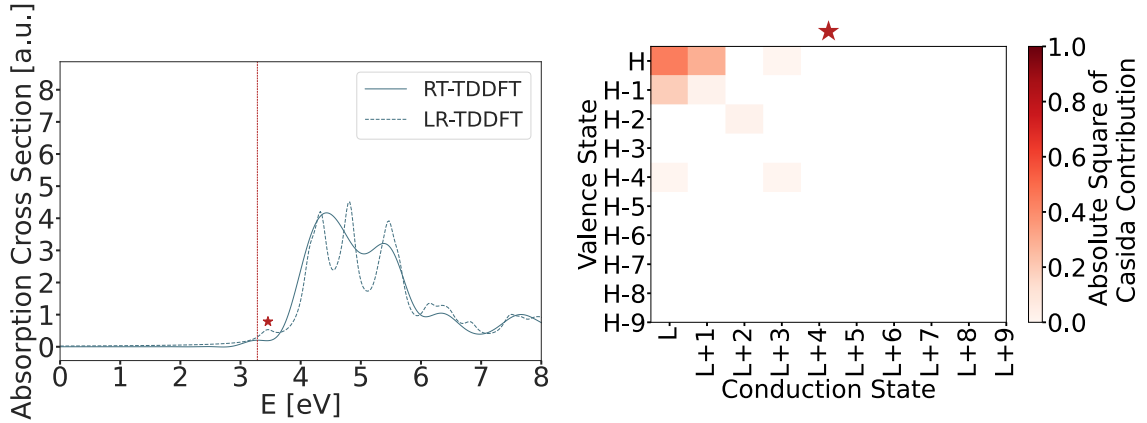 Absorption Cross Section [a.u.]
8
7
6
5
4
3
2
1
0
0 1 2 3 4 5 6 7 8
E [eV]
RT-TDDFT
LR-TDDFT
Valence State
H
H-1
H-2
H-3
H-4
H-5
H-6
H-7
H-8
H-9
L L+1 L+2 L+3 L+4 L+5 L+6 L+7 L+8 L+9
Conduction State
1.0
0.8
0.6
0.4
0.2
0.0
Absolute Square of
Casida Contribution